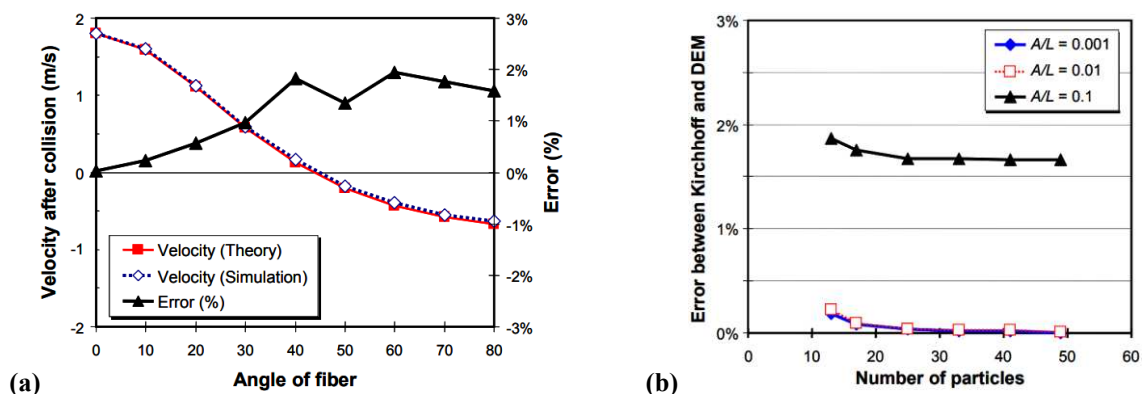 2
1
0
-1
-2
Velocity after collision (m/s)
3%
2%
1%
0%
-1%
-2%
-3%
Error (%)
Velocity (Theory)
Velocity (Simulation)
Error (%)
0 10 20 30 40 50 60 70 80
Angle of fiber
(a)
3%
2%
1%
0%
Error between Kirchhoff and DEM
A/L = 0.001
A/L = 0.01
A/L = 0.1
0 10 20 30 40 50 60
Number of particles
(b)